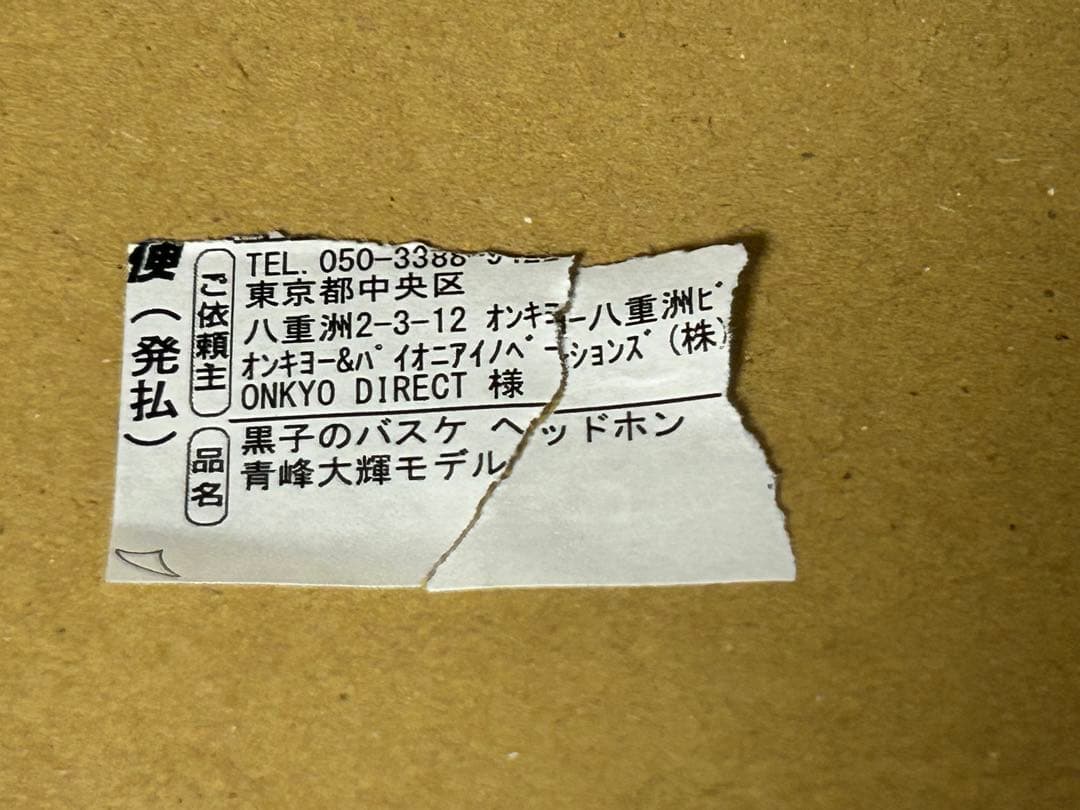 便(発払)
ご依頼主
TEL. 050-3388-
東京都中央区
八重洲2-3-12 オンキヨー八重洲ビ
オンキヨー&パイオニアイノベーションズ(株)
ONKYO DIRECT 様
品名
黒子のバスケ ヘッドホン
青峰大輝モデル